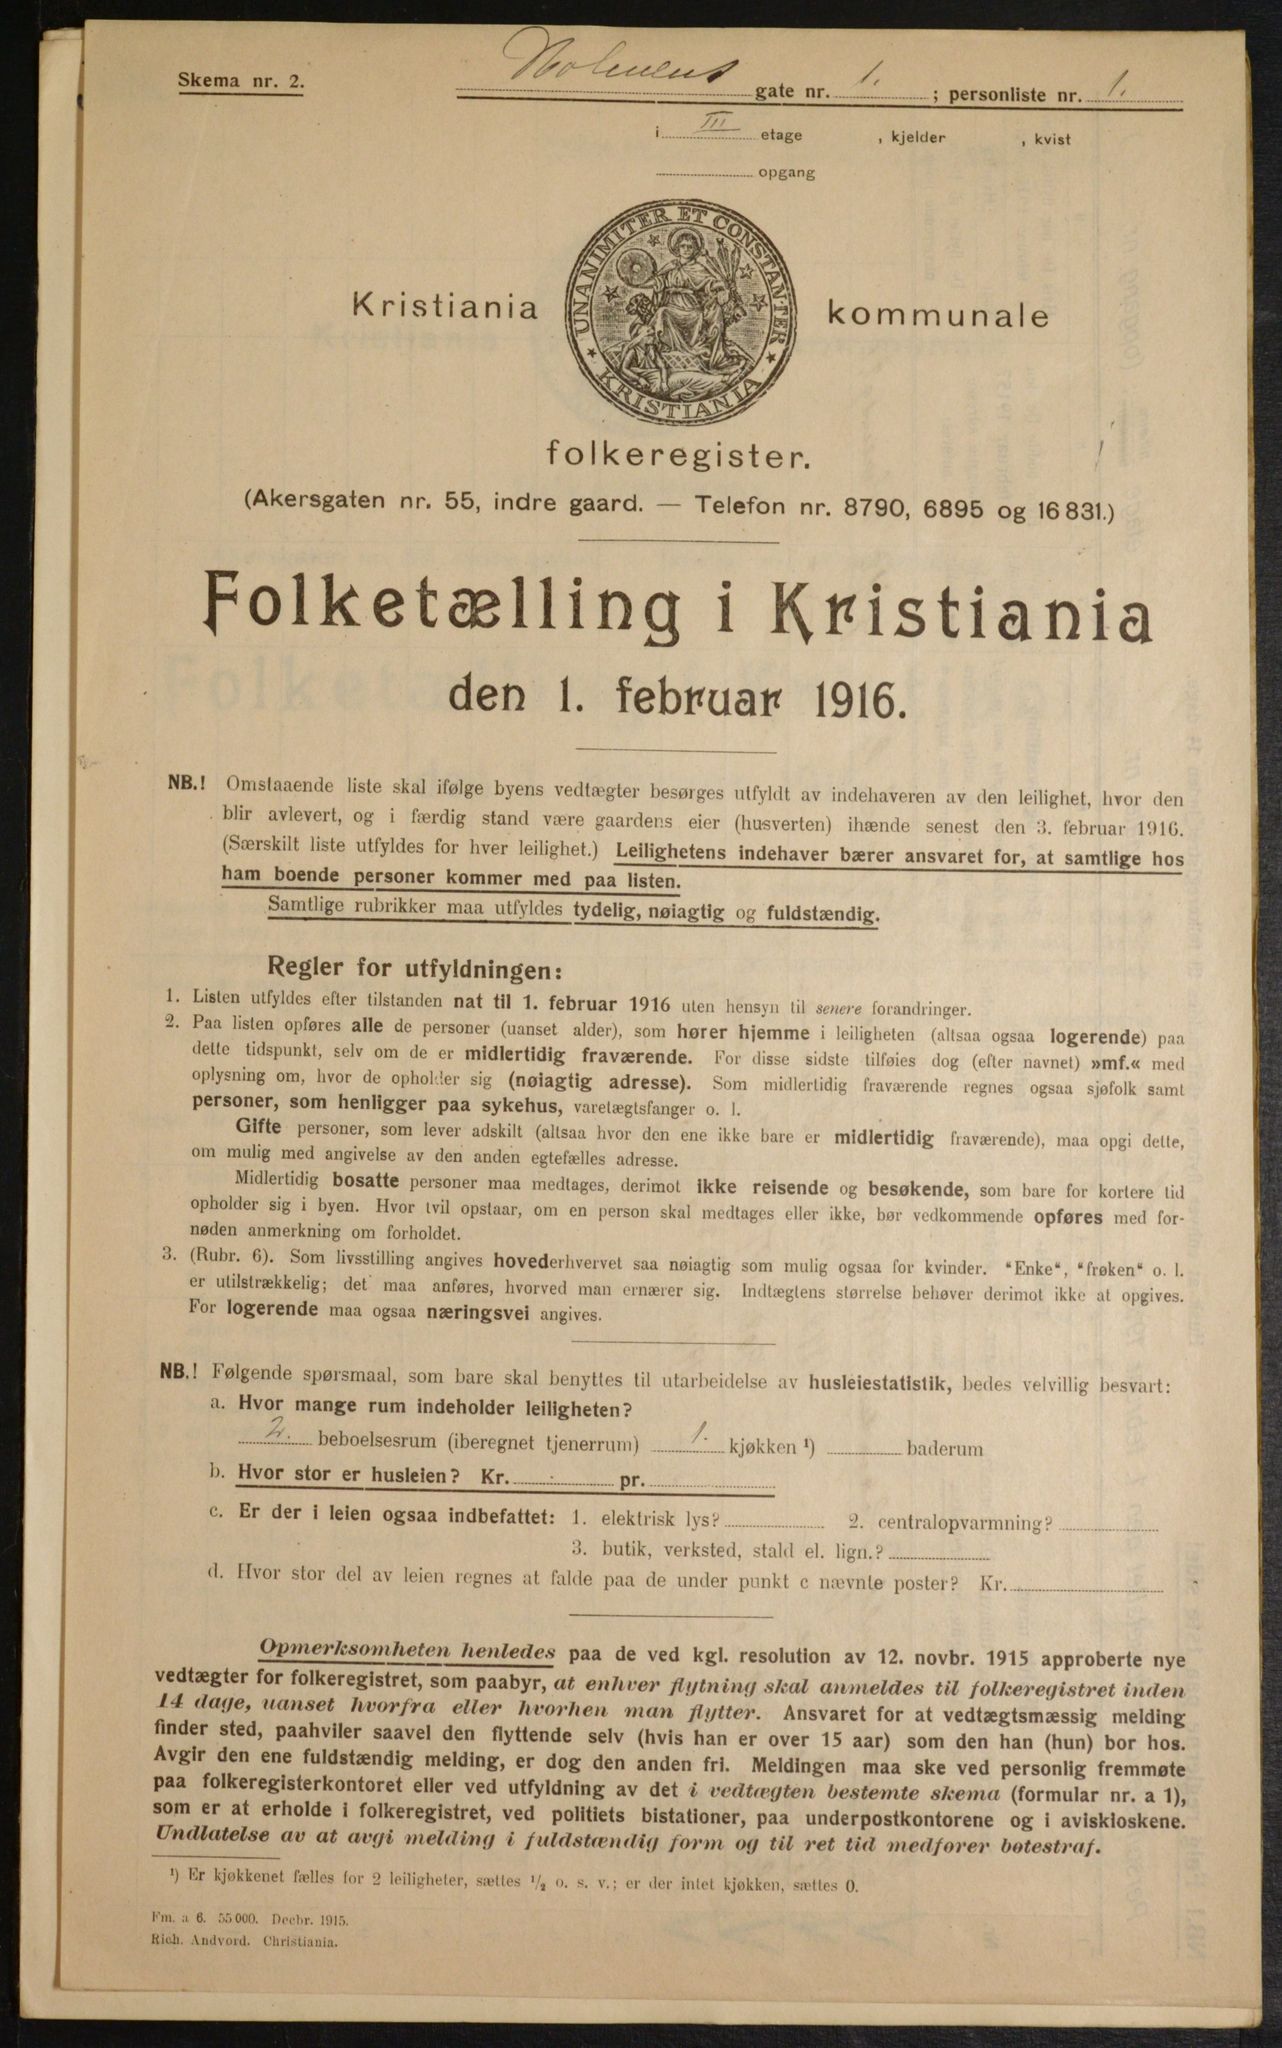 Skema nr. 2.
Holmens gate nr. 1. ; personliste nr. 1.
i III etage , kjelder , kvist
opgang
UNANIMITER ET CONSTANTER
KRISTIANIA
Kristiania kommunale
folkeregister.
(Akersgaten nr. 55, indre gaard. — Telefon nr. 8790, 6895 og 16 831.)
Folketælling i Kristiania
den 1. februar 1916.
NB.! Omstaaende liste skal ifølge byens vedtægter besørges utfyldt av indehaveren av den leilighet, hvor den
blir avlevert, og i færdig stand være gaardens eier (husverten) ihænde senest den 3. februar 1916.
(Særskilt liste utfyldes for hver leilighet.) Leilighetens indehaver bærer ansvaret for, at samtlige hos
ham boende personer kommer med paa listen.
Samtlige rubrikker maa utfyldes tydelig, nøiagtig og fuldstændig.
Regler for utfyldningen:
1. Listen utfyldes efter tilstanden nat til 1. februar 1916 uten hensyn til senere forandringer.
2. Paa listen opføres alle de personer (uanset alder), som hører hjemme i leiligheten (altsaa ogsaa logerende) paa
dette tidspunkt, selv om de er midlertidig fraværende. For disse sidste tilføies dog (efter navnet) »mf.« med
oplysning om, hvor de opholder sig (nøiagtig adresse). Som midlertidig fraværende regnes ogsaa sjøfolk samt
personer, som henligger paa sykehus, varetægtsfanger o. l.
Gifte personer, som lever adskilt (altsaa hvor den ene ikke bare er midlertidig fraværende), maa opgi dette,
om mulig med angivelse av den anden egtefælles adresse.
Midlertidig bosatte personer maa medtages, derimot ikke reisende og besøkende, som bare for kortere tid
opholder sig i byen. Hvor tvil opstaar, om en person skal medtages eller ikke, bør vedkommende opføres med for-
nøden anmerkning om forholdet.
3. (Rubr. 6). Som livsstilling angives hovederhvervet saa nøiagtig som mulig ogsaa for kvinder. "Enke", "frøken" o. l.
er utilstrækkelig; det maa anføres, hvorved man ernærer sig. Indtægtens størrelse behøver derimot ikke at opgives.
For logerende maa ogsaa næringsvei angives.
NB.! Følgende spørsmaal, som bare skal benyttes til utarbeidelse av husleiestatistik, bedes velvillig besvart:
a. Hvor mange rum indeholder leiligheten?
2. beboelsesrum (iberegnet tjenerrum) 1. kjøkken ¹) baderum
b. Hvor stor er husleien? Kr. pr.
c. Er der i leien ogsaa indbefattet: 1. elektrisk lys? 2. centralopvarmning?
3. butik, verksted, stald el. lign.?
d. Hvor stor del av leien regnes at falde paa de under punkt c nævnte poster? Kr.
Opmerksomheten henledes paa de ved kgl. resolution av 12. novbr. 1915 approberte nye
vedtægter for folkeregistret, som paabyr, at enhver flytning skal anmeldes til folkeregistret inden
14 dage, uanset hvorfra eller hvorhen man flytter. Ansvaret for at vedtægtsmæssig melding
finder sted, paahviler saavel den flyttende selv (hvis han er over 15 aar) som den han (hun) bor hos.
Avgir den ene fuldstændig melding, er dog den anden fri. Meldingen maa ske ved personlig fremmøte
paa folkeregisterkontoret eller ved utfyldning av det i vedtægten bestemte skema (formular nr. a 1),
som er at erholde i folkeregistret, ved politiets bistationer, paa underpostkontorene og i aviskioskene.
Undlatelse av at avgi melding i fuldstændig form og til ret tid medfører bøtestraf.
¹) Er kjøkkenet fælles for 2 leiligheter, sættes ½ o. s. v.; er der intet kjøkken, sættes 0.
Fm. a 6. 55 000. Decbr. 1915.
Rich. Andvord. Christiania.